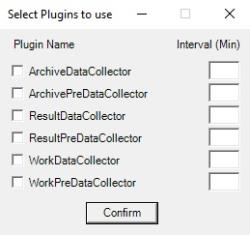 Select Plugins to use
Plugin Name Interval (Min)
ArchiveDataCollector
ArchivePreDataCollector
ResultDataCollector
ResultPreDataCollector
WorkDataCollector
WorkPreDataCollector
Confirm